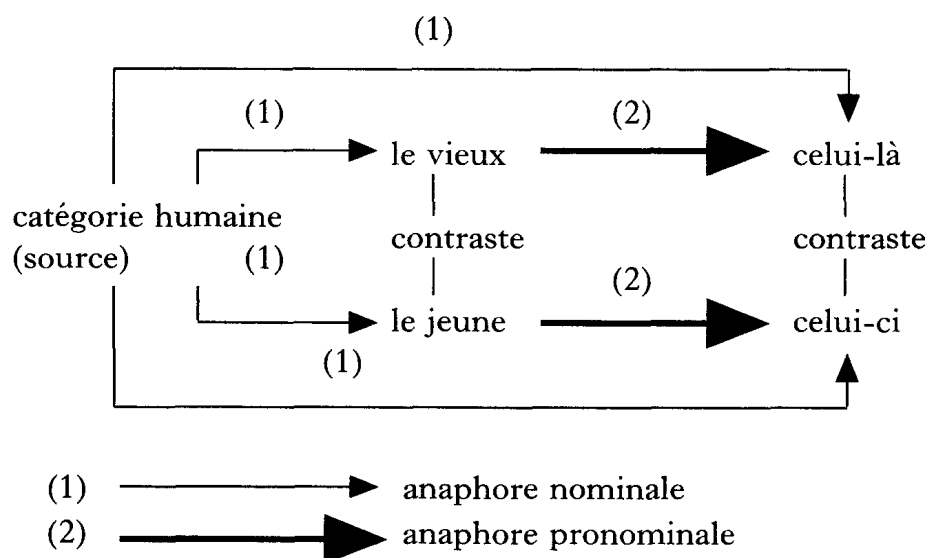 (1)
(1) (2)
le vieux celui-là
catégorie humaine
contraste contraste
(source) (1)
(2)
le jeune celui-ci
(1)
(1) anaphore nominale
(2) anaphore pronominale